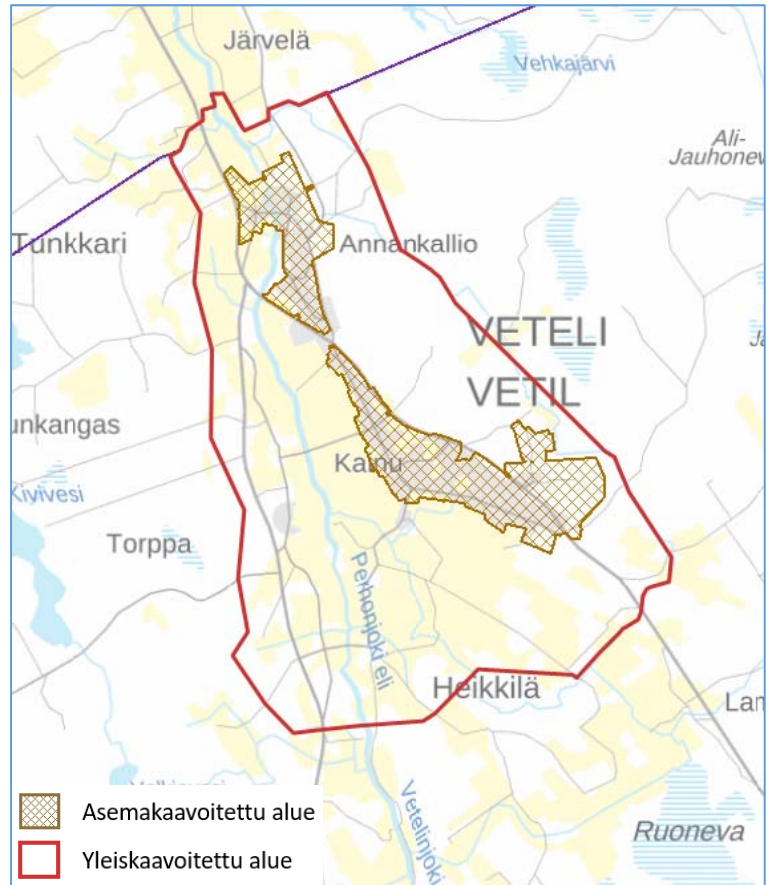 Järvelä
Vehkajärvi
Ali-
Jauhonev
Tunkkari
Annankallio
VETELI
VETIL
unkangas
Kainu
Kivivesi
Torppa
Perhonjoki eli
Heikkilä
Lam
Vetelinjoki
Ruoneva
Asemakaavoitettu alue
Yleiskaavoitettu alue